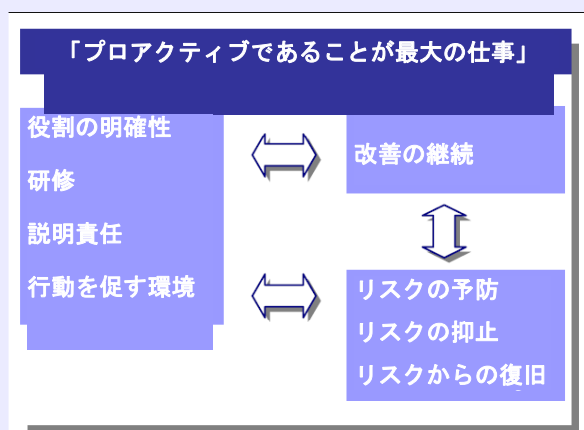 「プロアクティブであることが最大の仕事」
役割の明確性
研修
説明責任
行動を促す環境
改善の継続
リスクの予防
リスクの抑止
リスクからの復旧